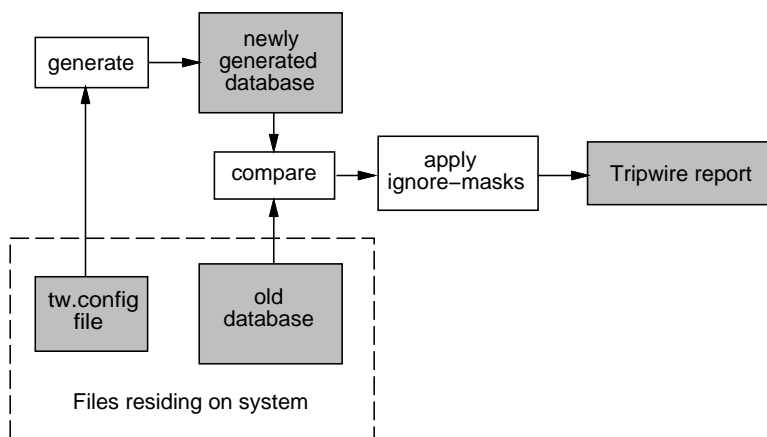 newly
generated
database
generate
compare
apply
ignore−masks
Tripwire report
tw.config
file
old
database
Files residing on system